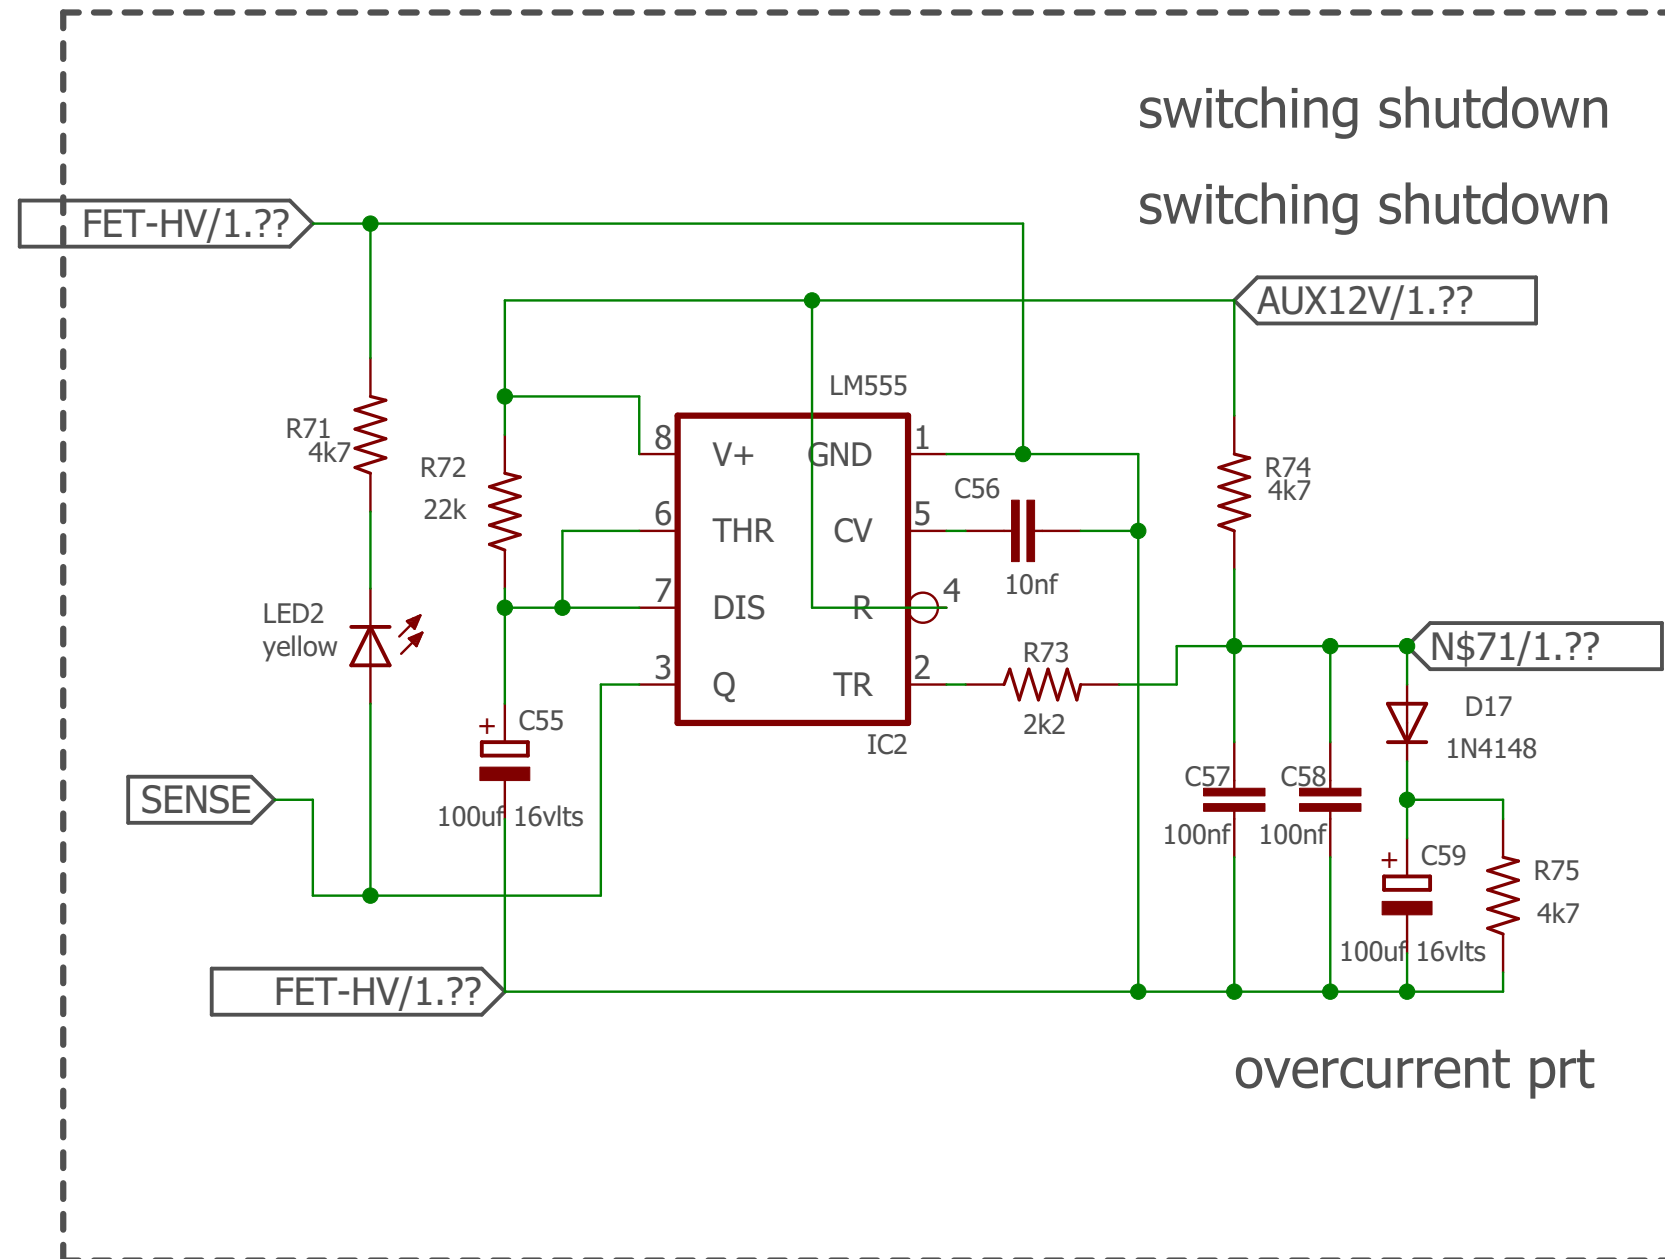 switching shutdown
switching shutdown
FET-HV/1.??
AUX12V/1.??
LM555
R71
4k7
8
V+
GND
1
R72
22k
C56
R74
4k7
6
THR
CV
5
10nf
7
DIS
R
4
LED2
yellow
R73
N$71/1.??
3
Q
TR
2
2k2
+
C55
IC2
D17
1N4148
SENSE
100uf 16vlts
C57
100nf
C58
100nf
+
C59
R75
4k7
100uf 16vlts
FET-HV/1.??
overcurrent prt